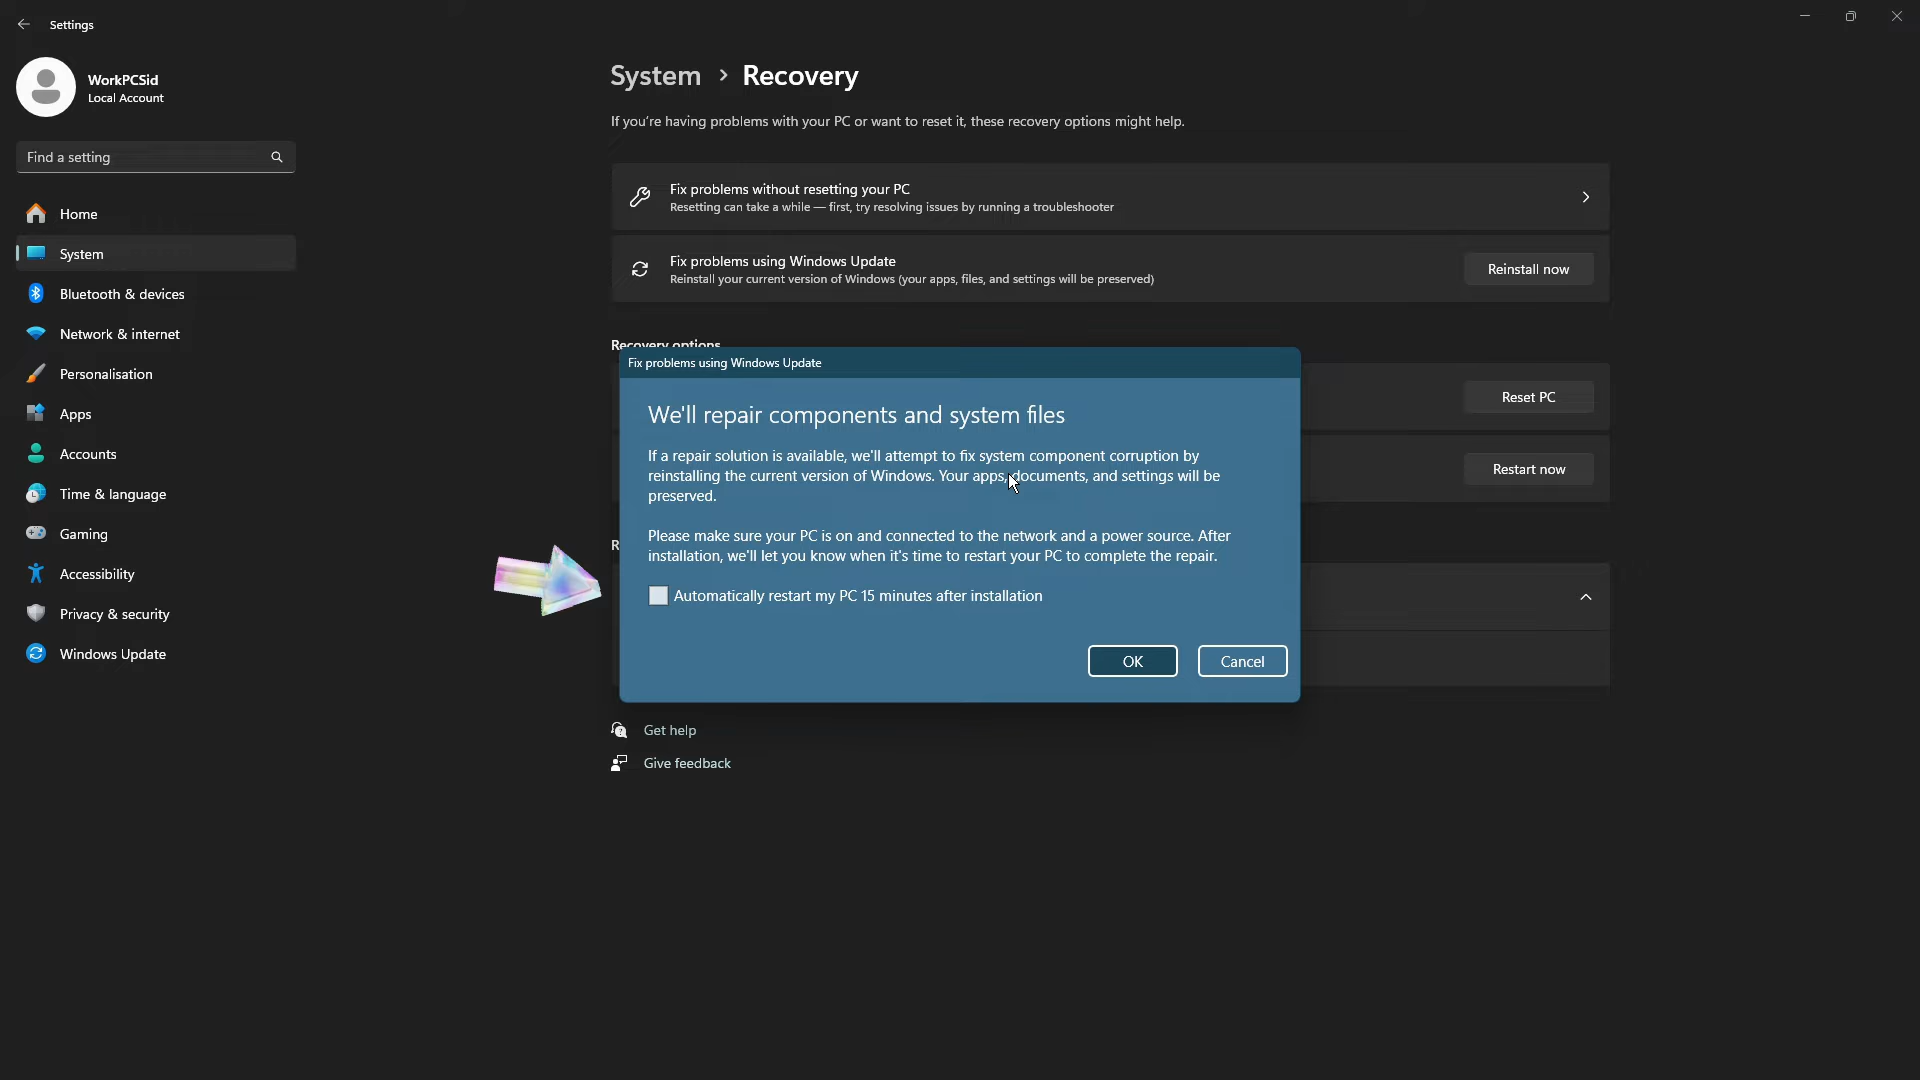 Settings
WorkPCSid
Local Account
Find a setting
Home
System
Bluetooth & devices
Network & internet
Personalisation
Apps
Accounts
Time & language
Gaming
Accessibility
Privacy & security
Windows Update
System > Recovery
If you're having problems with your PC or want to reset it, these recovery options might help.
Fix problems without resetting your PC
Resetting can take a while — first, try resolving issues by running a troubleshooter
Fix problems using Windows Update
Reinstall your current version of Windows (your apps, files, and settings will be preserved)
Reinstall now
Recovery options
Reset PC
Restart now
Fix problems using Windows Update
We'll repair components and system files
If a repair solution is available, we'll attempt to fix system component corruption by
reinstalling the current version of Windows. Your apps, documents, and settings will be
preserved.
Please make sure your PC is on and connected to the network and a power source. After
installation, we'll let you know when it's time to restart your PC to complete the repair.
Automatically restart my PC 15 minutes after installation
OK
Cancel
R
Get help
Give feedback